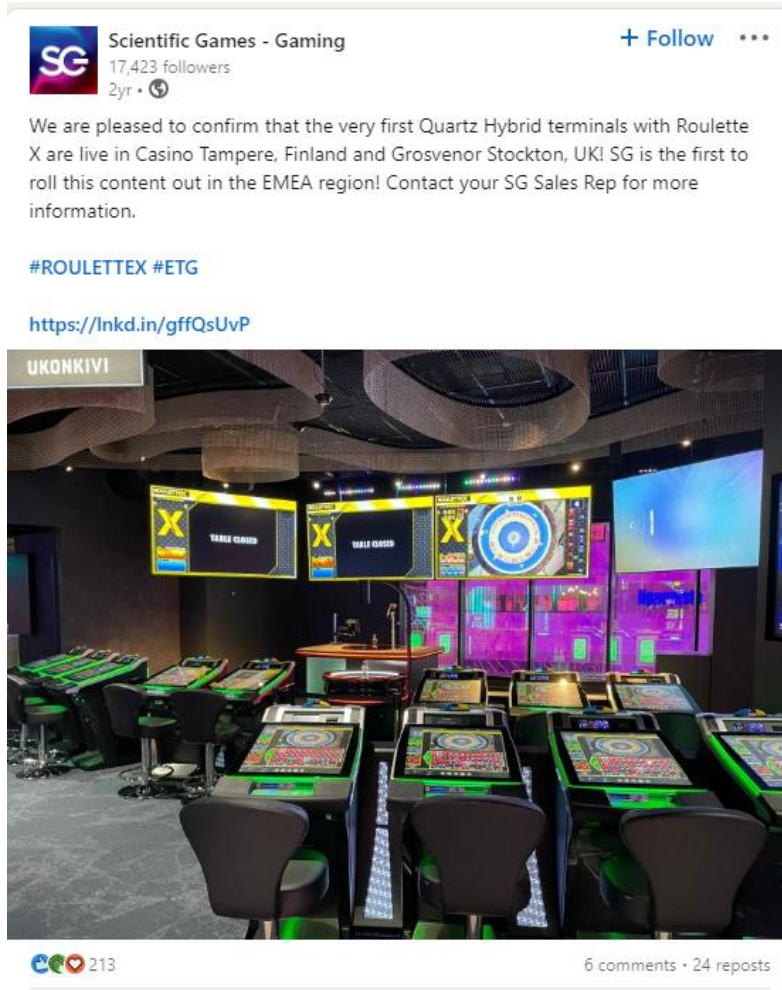 SG
Scientific Games - Gaming
+ Follow
17,423 followers
2yr •
We are pleased to confirm that the very first Quartz Hybrid terminals with Roulette
X are live in Casino Tampere, Finland and Grosvenor Stockton, UK! SG is the first to
roll this content out in the EMEA region! Contact your SG Sales Rep for more
information.
#ROULETTEX #ETG
https://lnkd.in/gffQsUvP
UKONKIVI
ROULETTEX
X
TABLE CLOSED
ROULETTEX
X
TABLE CLOSED
ROULETTEX
X
213
6 comments • 24 reposts